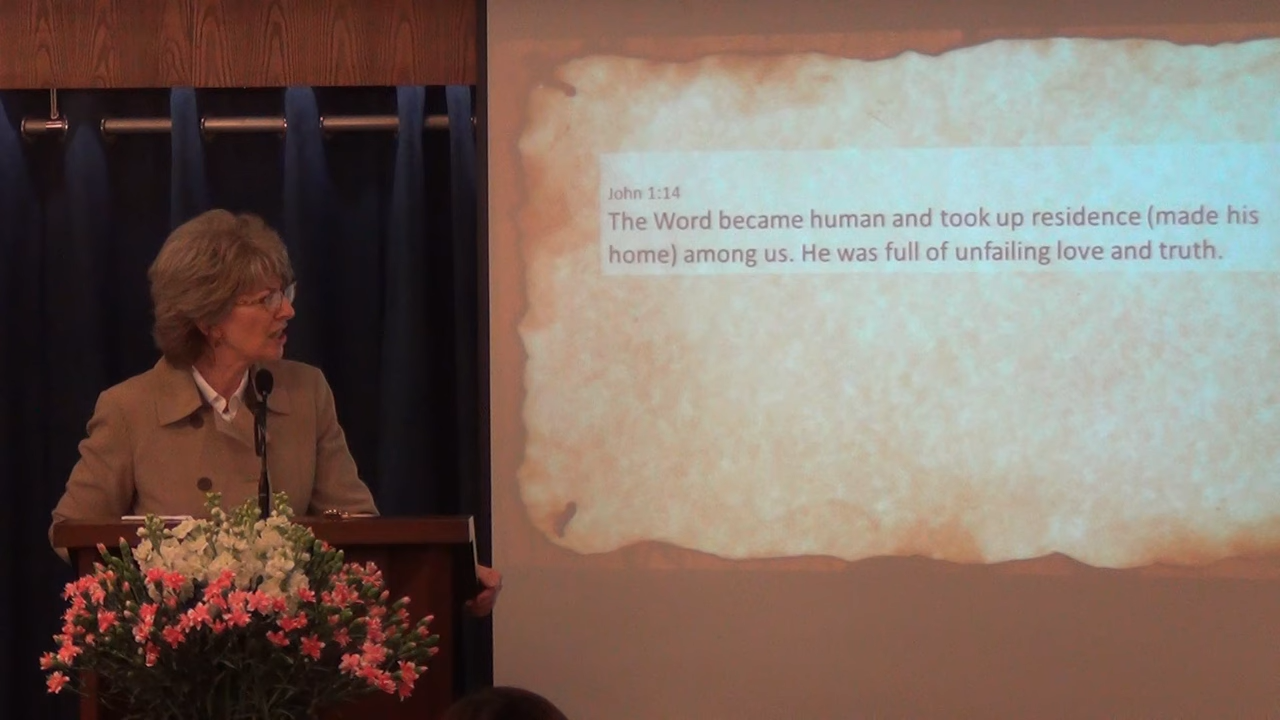 John 1:14
The Word became human and took up residence (made his
home) among us. He was full of unfailing love and truth.